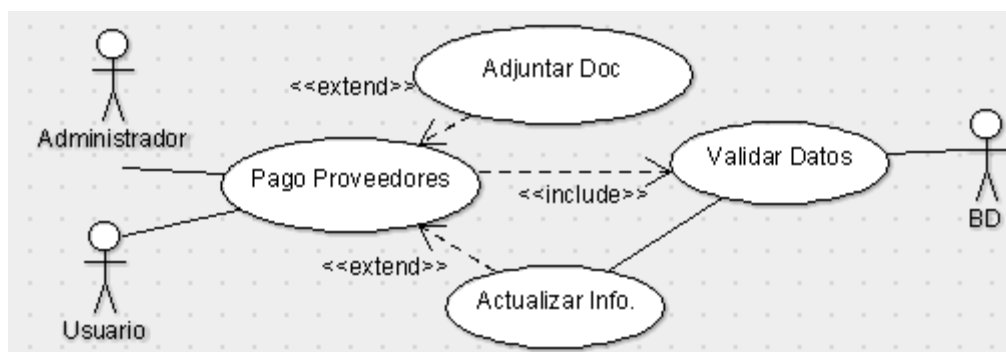 Adjuntar Doc
<<extend>>
Administrador
Pago Proveedores
Validar Datos
<<include>>
BD
<<extend>>
Actualizar Info.
Usuario